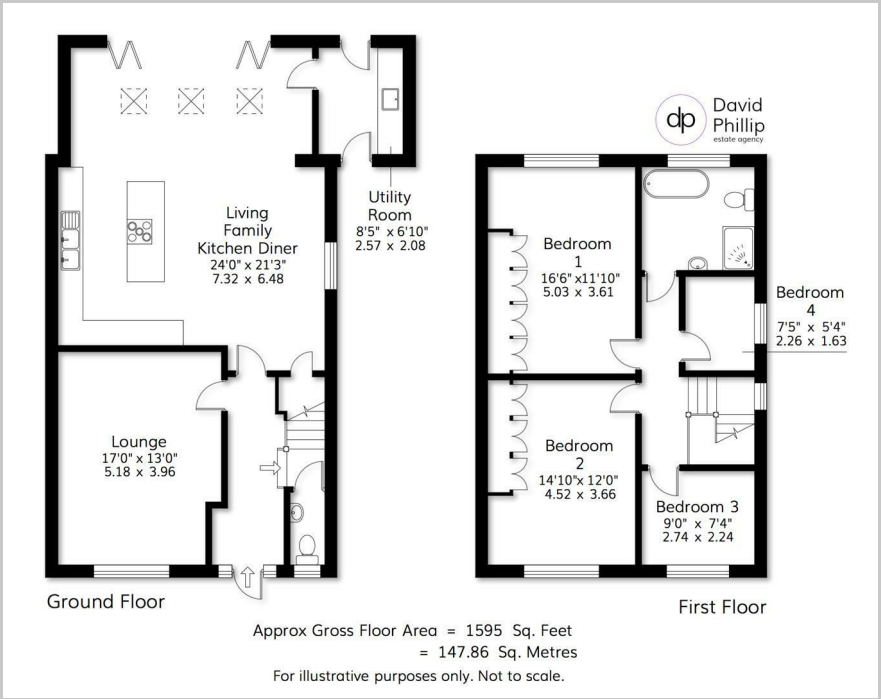 David
Phillip
estate agency
dp
Living
Family
Kitchen Diner
24'0" x 21'3"
7.32 x 6.48
Utility
Room
8'5" x 6'10"
2.57 x 2.08
Lounge
17'0" x 13'0"
5.18 x 3.96
Ground Floor
Bedroom
1
16'6" x11'10"
5.03 x 3.61
Bedroom
4
7'5" x 5'4"
2.26 x 1.63
Bedroom
2
14'10"x 12'0"
4.52 x 3.66
Bedroom 3
9'0" x 7'4"
2.74 x 2.24
First Floor
Approx Gross Floor Area = 1595 Sq. Feet
= 147.86 Sq. Metres
For illustrative purposes only. Not to scale.